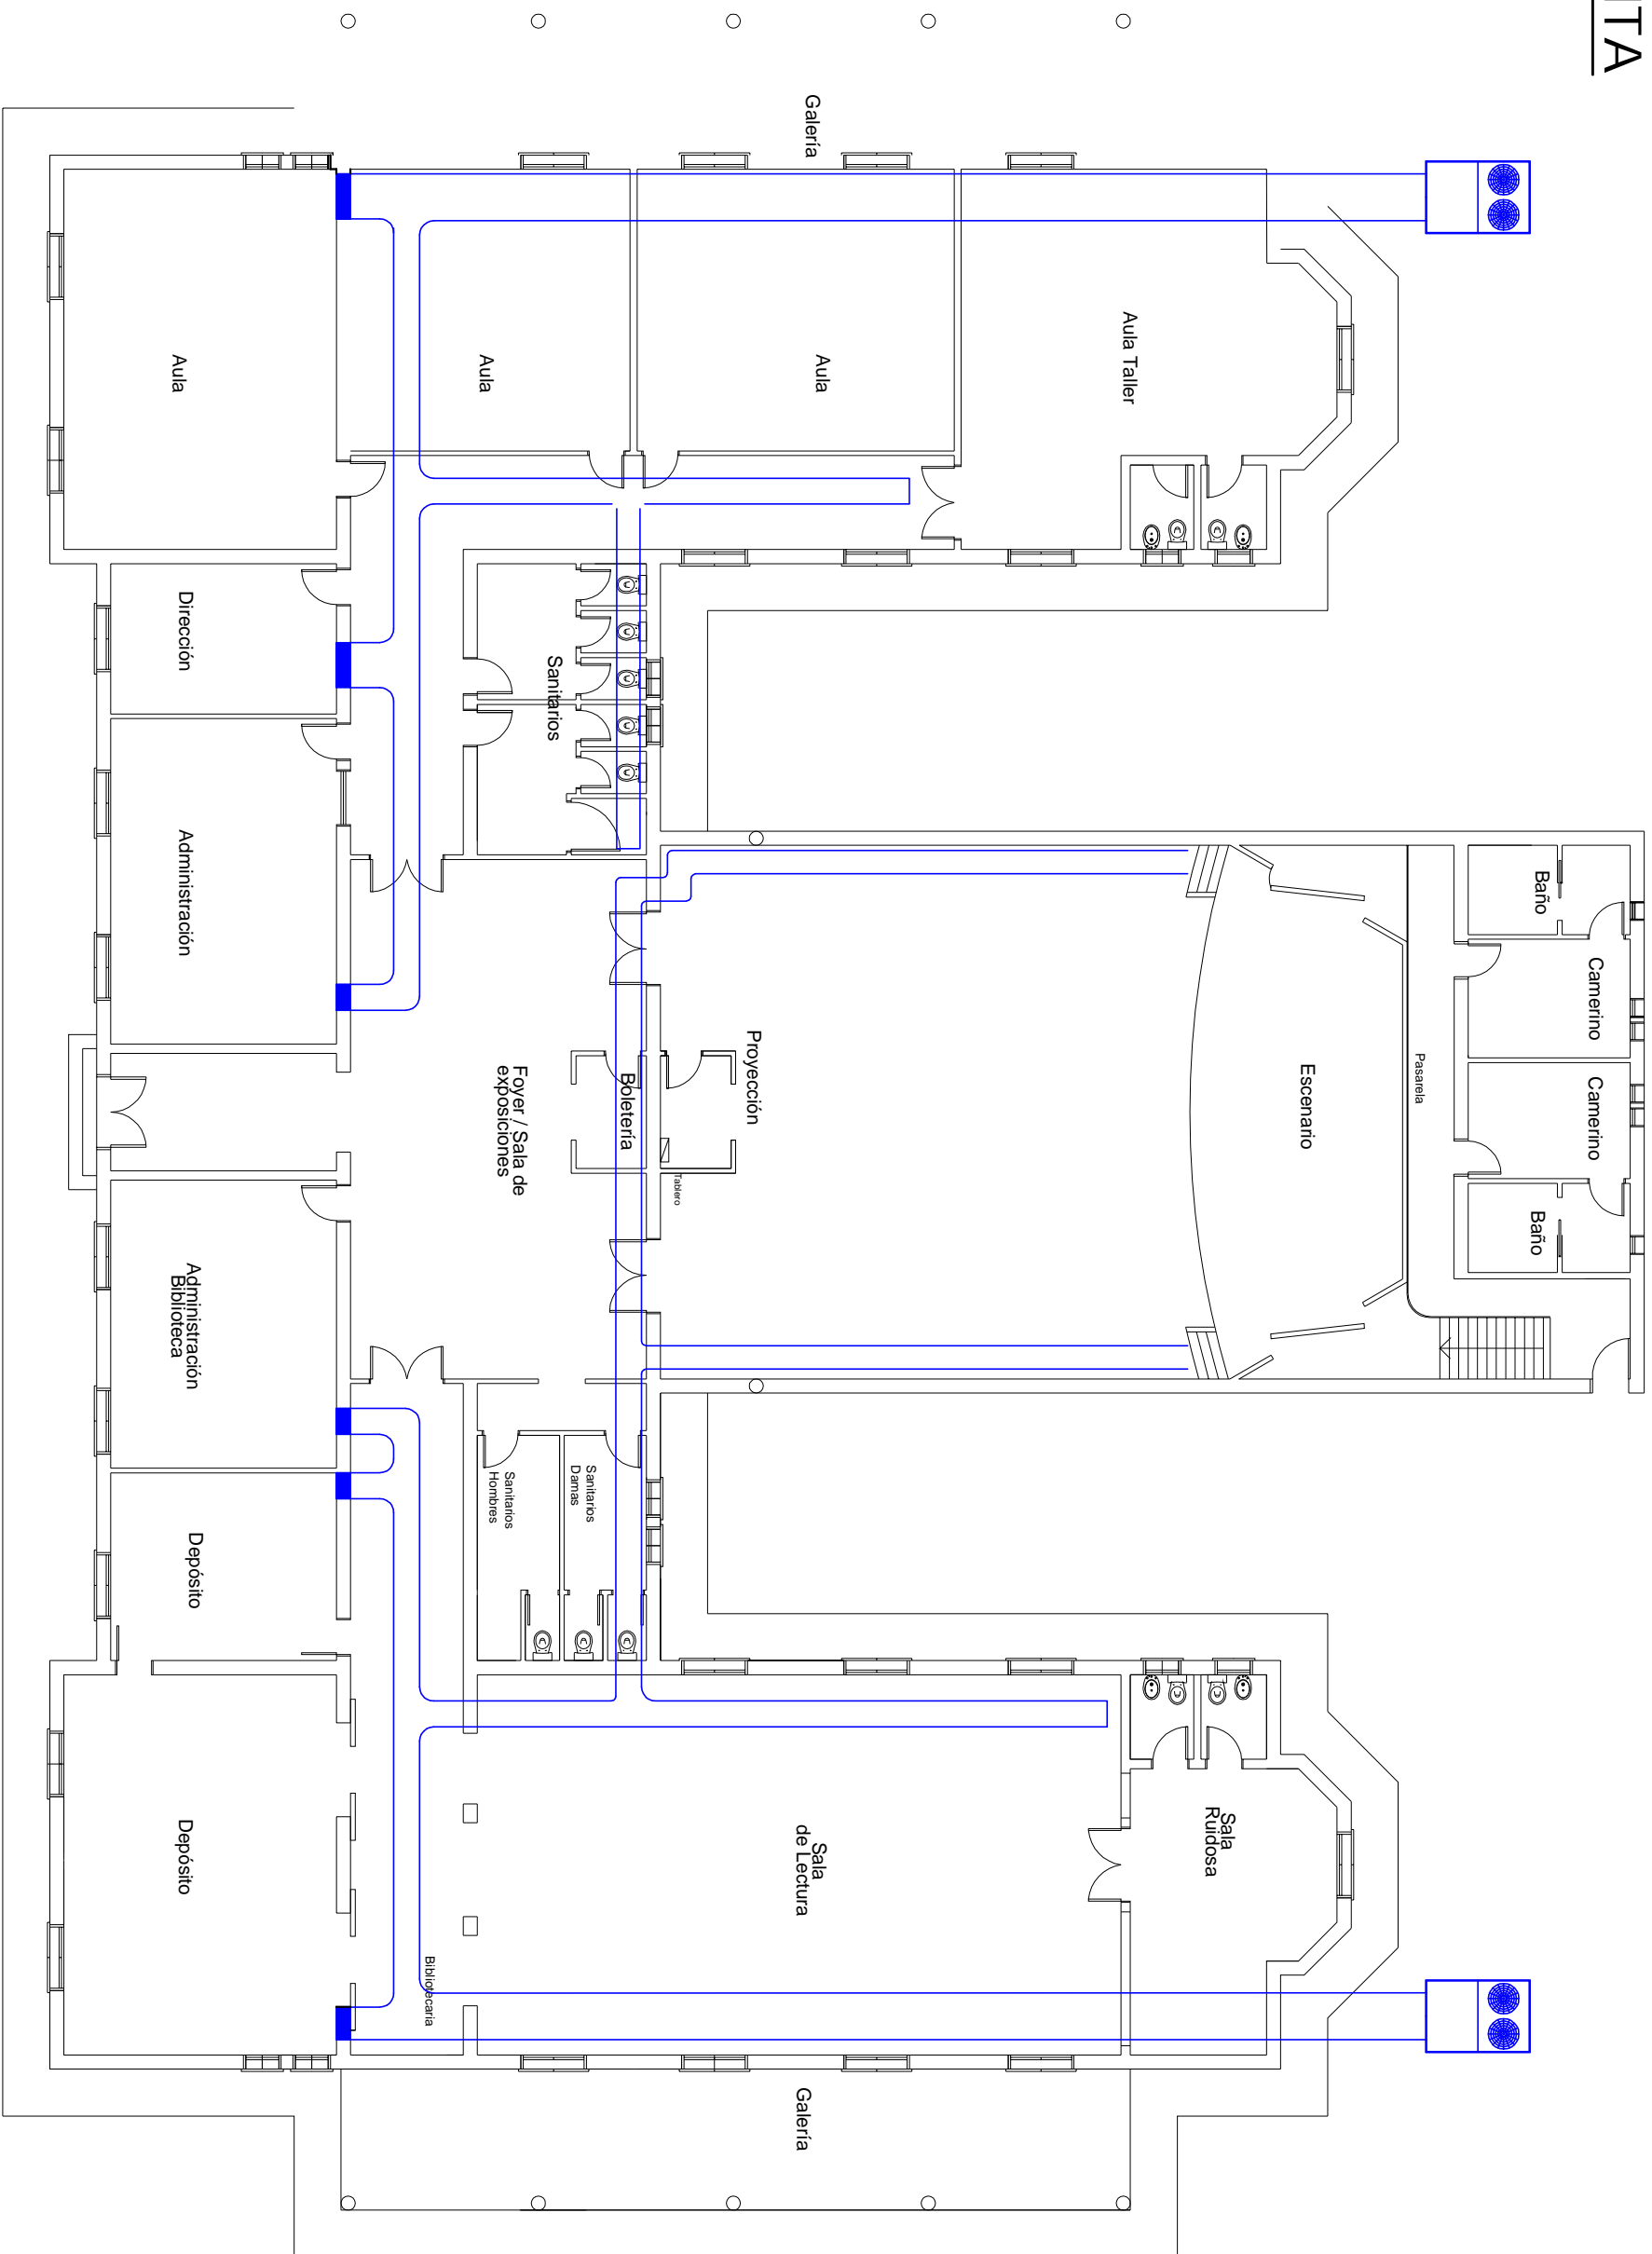 TA
Baño
Camerino
Camerino
Baño
Pasarela
Escenario
Sala
Ruidosa
Aula Taller
Galería
Aula
Sala
de Lectura
Galería
Proyección
Tablero
Boletería
Sanitarios
Damas
Sanitarios
Foyer / Sala de
exposiciones
Sanitarios
Hombres
Aula
Bibliotecaria
Aula
Dirección
Administración
Administración
Biblioteca
Depósito
Depósito